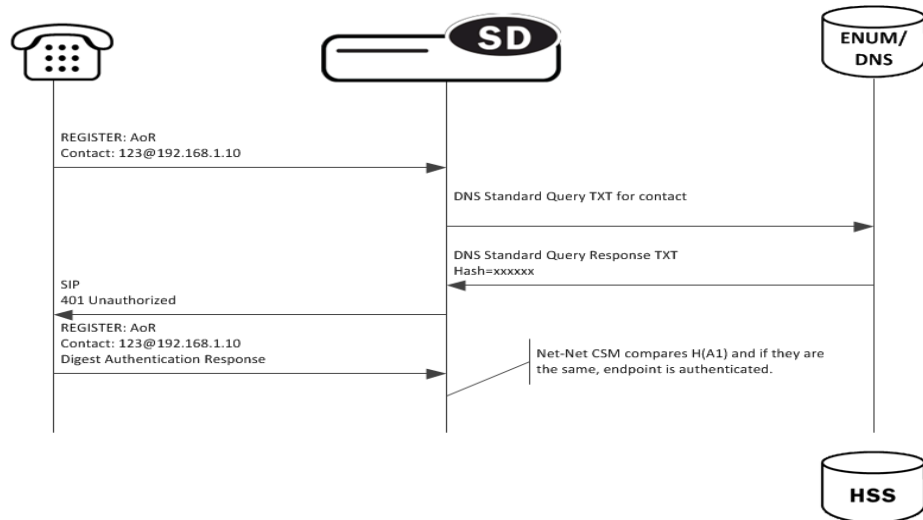 SD
ENUM/
DNS
REGISTER: AoR
Contact: 123@192.168.1.10
DNS Standard Query TXT for contact
DNS Standard Query Response TXT
Hash=xxxxxx
SIP
401 Unauthorized
REGISTER: AoR
Contact: 123@192.168.1.10
Digest Authentication Response
Net-Net CSM compares H(A1) and if they are
the same, endpoint is authenticated.
HSS